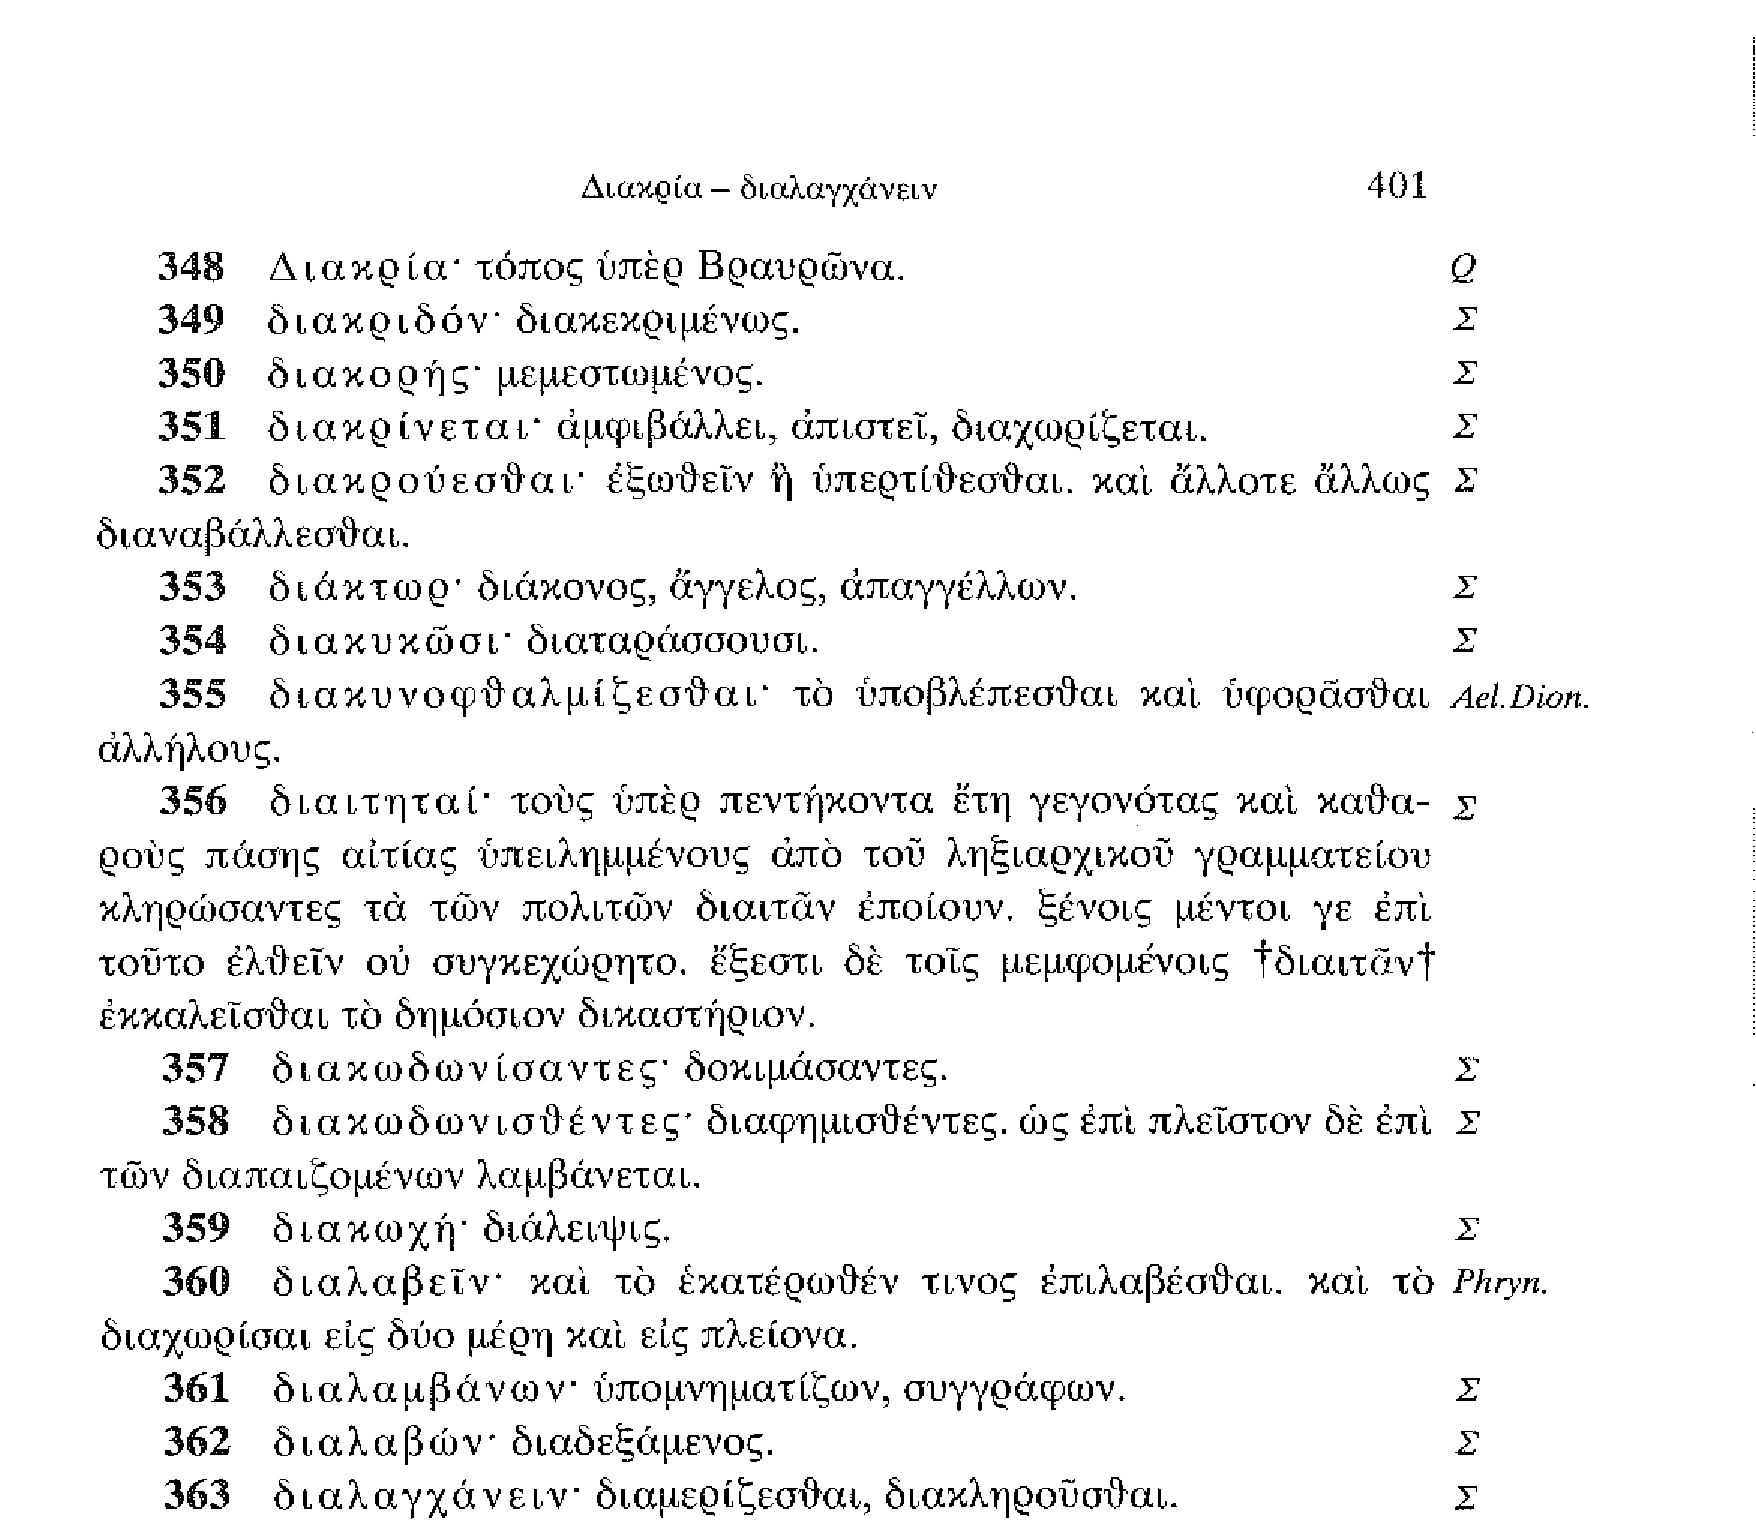 Διακρία – διαλαγχάνειν 401
348 Διακρία· τόπος ὑπὲρ Βραυρῶνα. Q
349 διακριδόν· διακεκριμένως. Σ
350 διακορής· μεμεστωμένος. Σ
351 διακρίνεται· ἀμφιβάλλει, ἀπιστεῖ, διαχωρίζεται. Σ
352 διακρούεσθαι· ἐξωθεῖν ἢ ὑπερτίθεσθαι. καὶ ἄλλοτε ἄλλως Σ
διαναβάλλεσθαι.
353 διάκτωρ· διάκονος, ἄγγελος, ἀπαγγέλλων. Σ
354 διακυκῶσι· διαταράσσουσι. Σ
355 διακυνοφθαλμίζεσθαι· τὸ ὑποβλέπεσθαι καὶ ὑφορᾶσθαι Ael.Dion.
ἀλλήλους.
356 διαιτηταί· τοὺς ὑπὲρ πεντήκοντα ἔτη γεγονότας καὶ καθα- Σ
ροὺς πάσης αἰτίας ὑπειλημμένους ἀπὸ τοῦ ληξιαρχικοῦ γραμματείου
κληρώσαντες τὰ τῶν πολιτῶν διαιτᾶν ἐποίουν. ξένοις μέντοι γε ἐπὶ
τοῦτο ἐλθεῖν οὐ συγκεχώρητο. ἔξεστι δὲ τοῖς μεμφομένοις †διαιτᾶν†
ἐκκαλεῖσθαι τὸ δημόσιον δικαστήριον.
357 διακωδωνίσαντες· δοκιμάσαντες. Σ
358 διακωδωνισθέντες· διαφημισθέντες. ὡς ἐπὶ πλεῖστον δὲ ἐπὶ Σ
τῶν διαπαιζομένων λαμβάνεται.
359 διακωχή· διάλειψις. Σ
360 διαλαβεῖν· καὶ τὸ ἑκατέρωθέν τινος ἐπιλαβέσθαι. καὶ τὸ Phryn.
διαχωρίσαι εἰς δύο μέρη καὶ εἰς πλείονα.
361 διαλαμβάνων· ὑπομνηματίζων, συγγράφων. Σ
362 διαλαβών· διαδεξάμενος. Σ
363 διαλαγχάνειν· διαμερίζεσθαι, διακληροῦσθαι. Σ